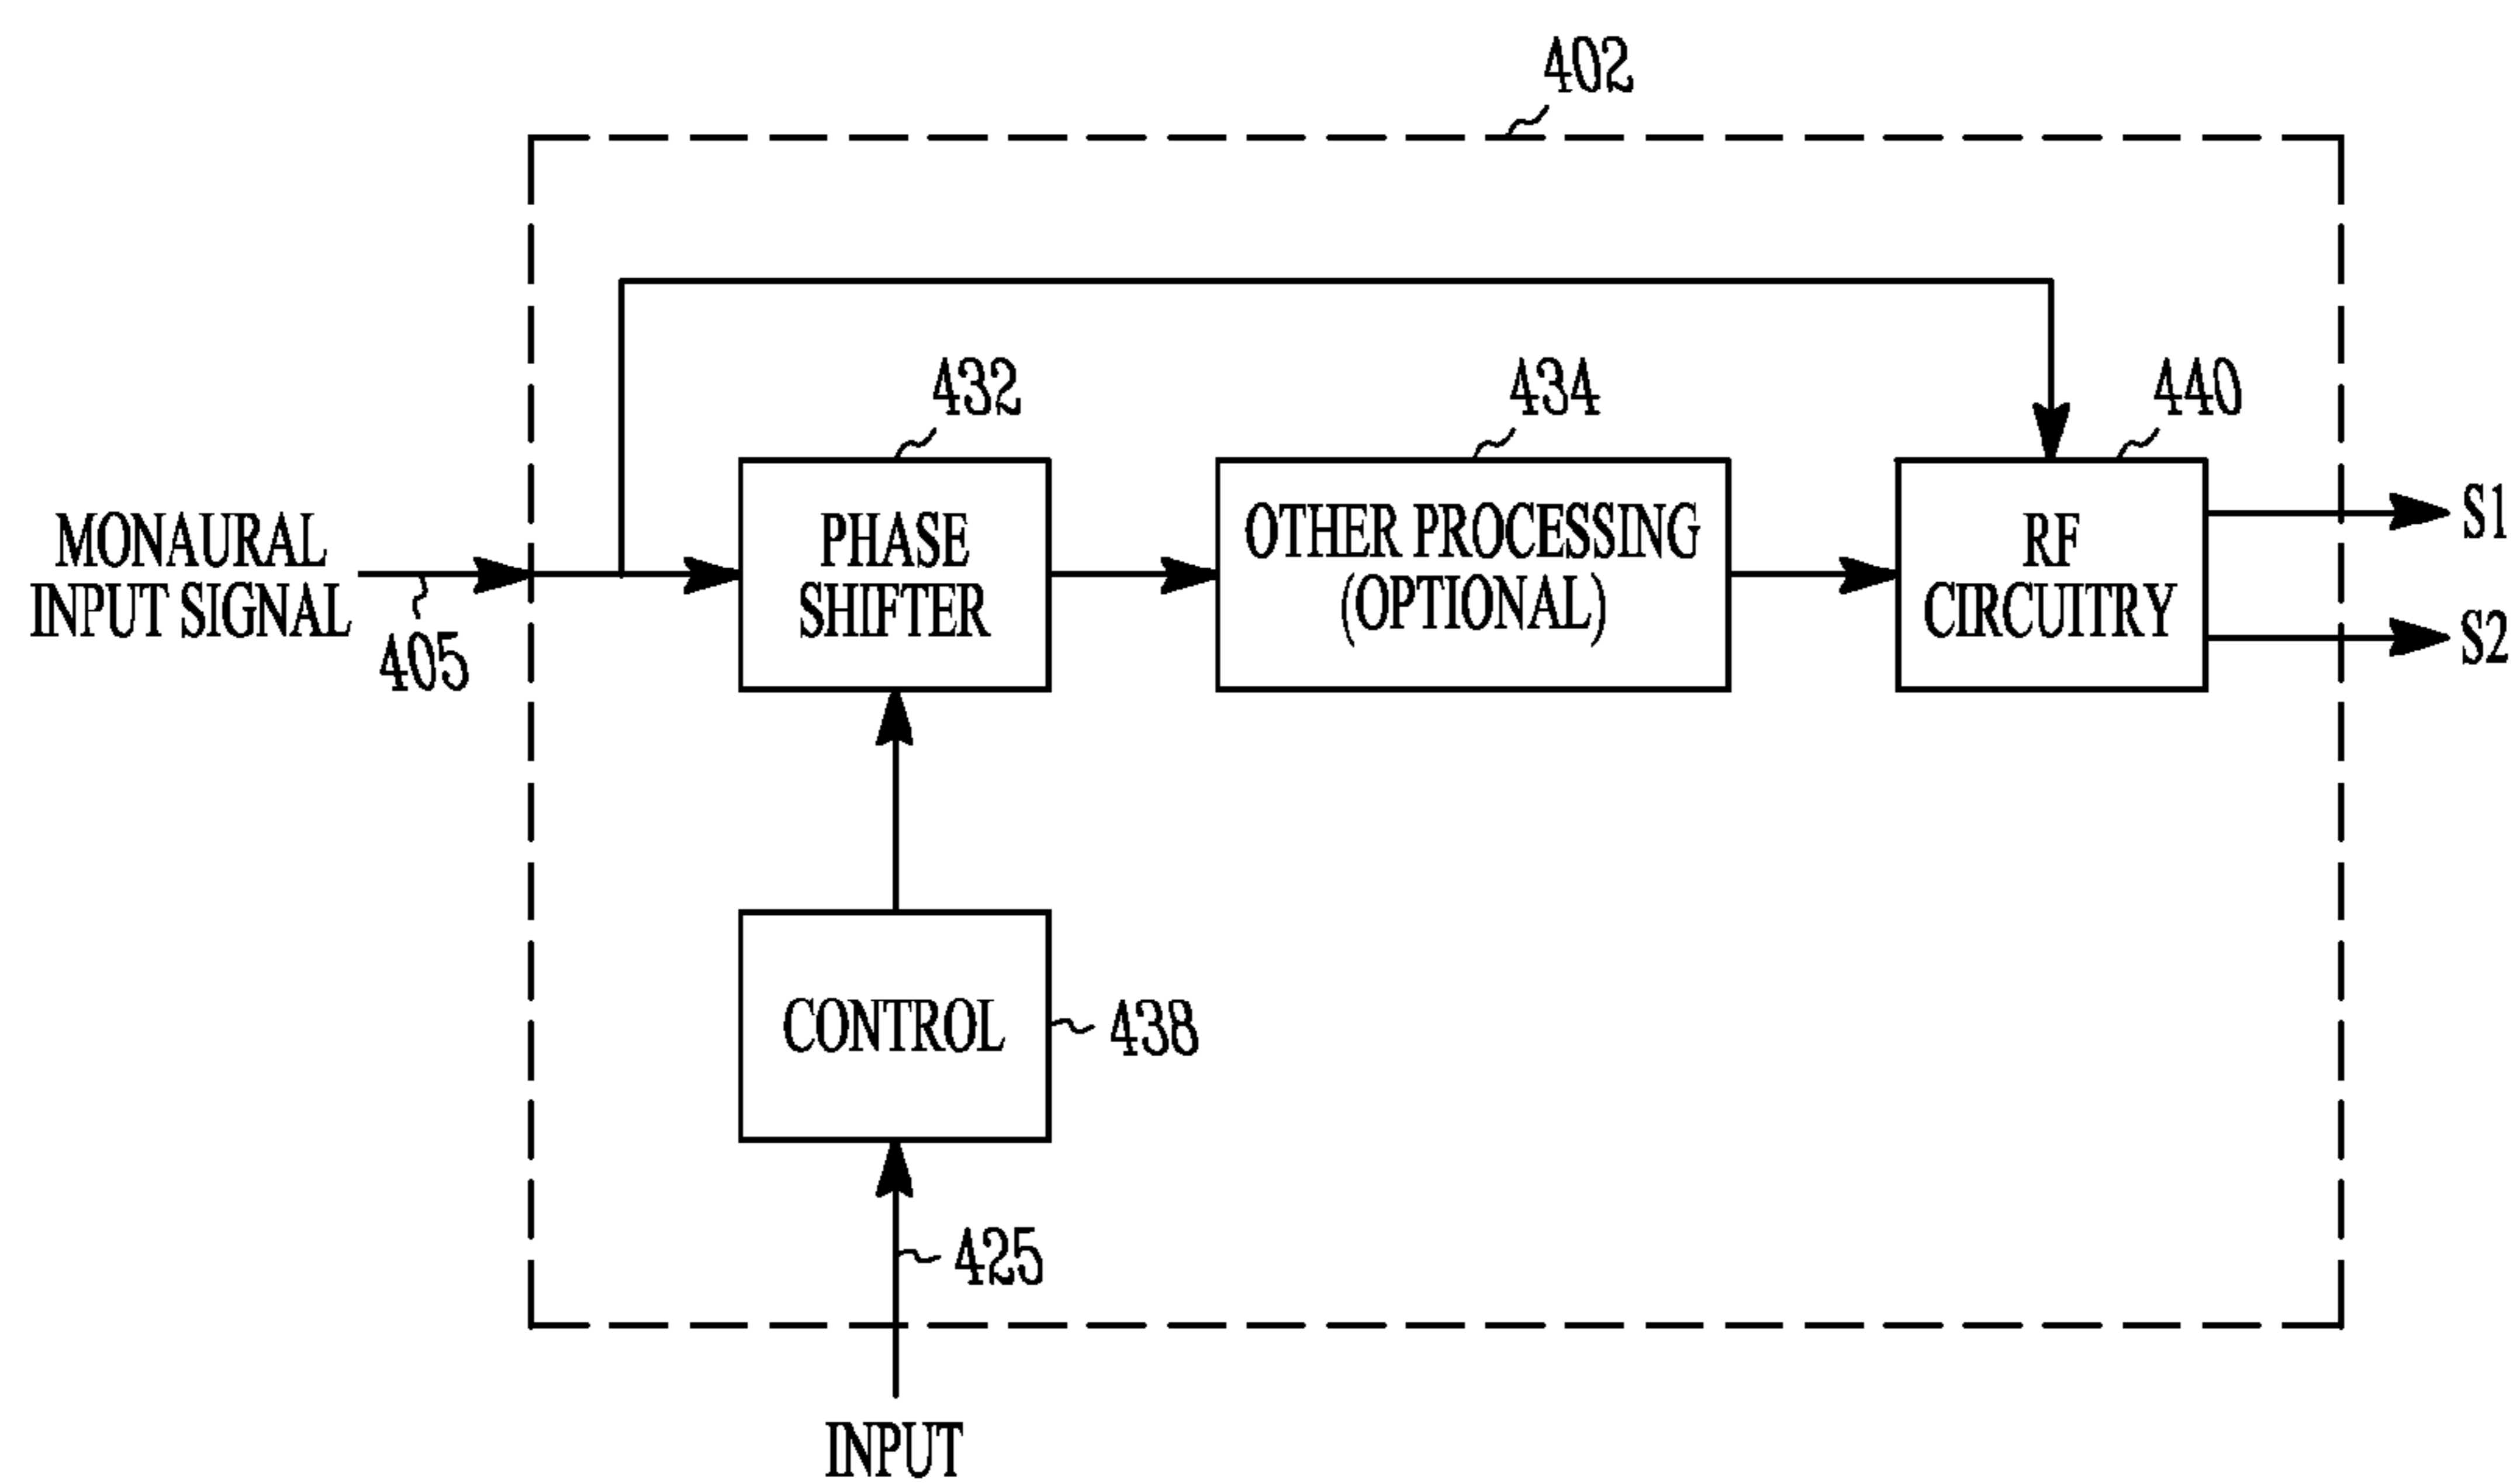 402
432
434
440
MONAURAL
INPUT SIGNAL
405
PHASE
SHIFTER
OTHER PROCESSING
(OPTIONAL)
RF
CIRCUITRY
S1
S2
CONTROL
438
425
INPUT